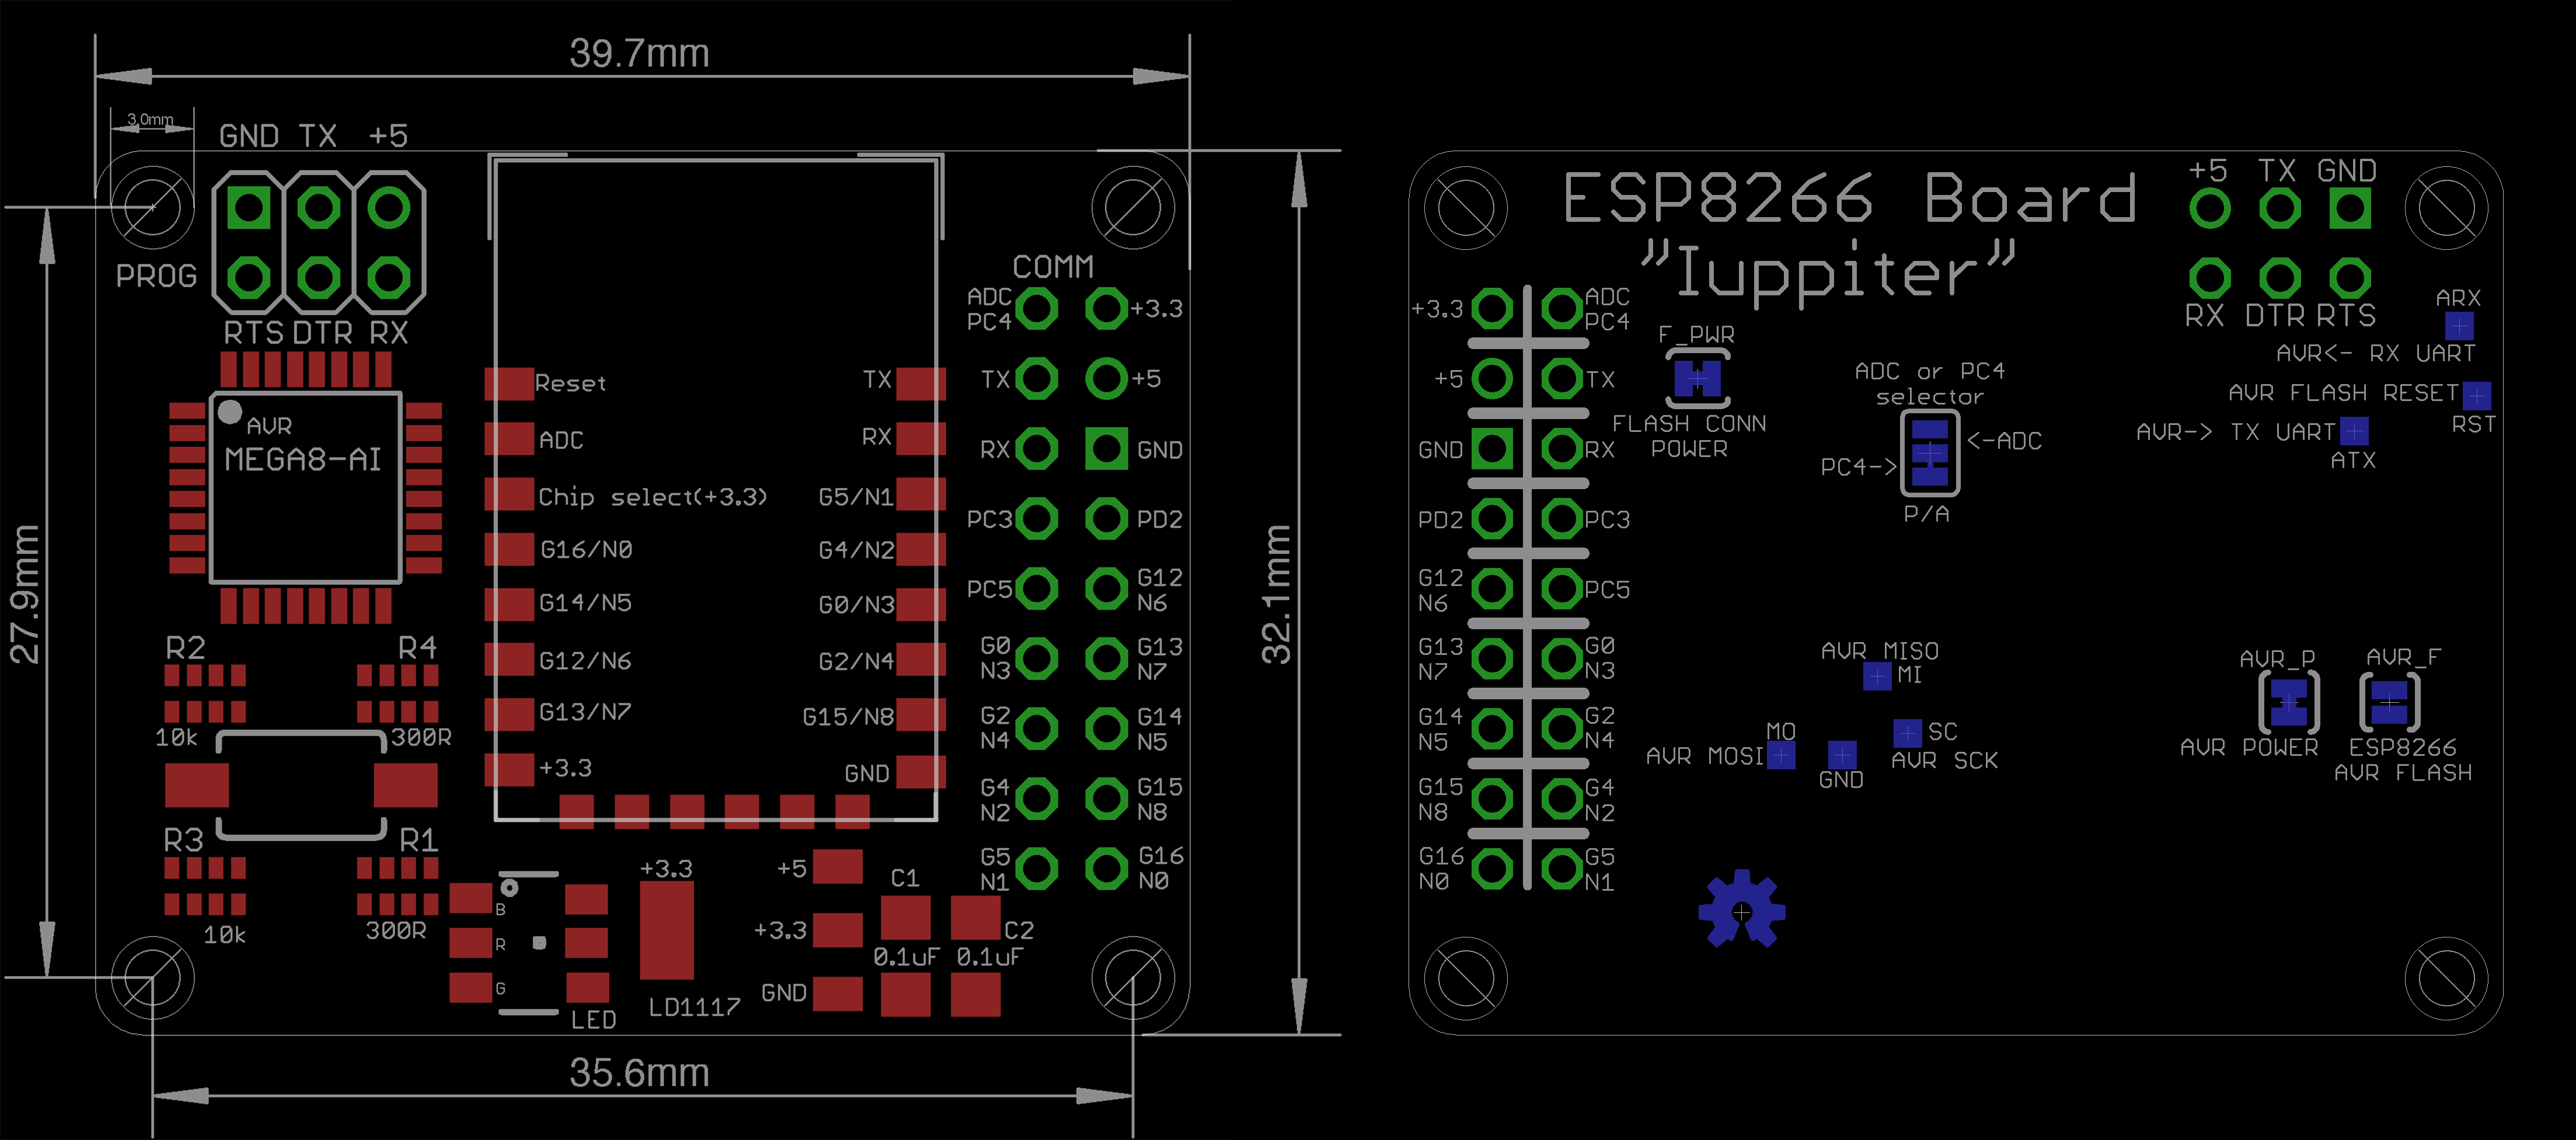 39.7mm
3.0mm
GND TX +5
PROG
RTS DTR RX
AVR
MEGA8-AI
27.9mm
R2 R4
10k 300R
R3 R1
10k 300R
Reset TX
ADC RX
Chip select(+3.3) G5/N1
G16/N0 G4/N2
G14/N5 G0/N3
G12/N6 G2/N4
G13/N7 G15/N8
+3.3 GND
B
R
G
LED
+3.3
LD1117
+5
+3.3
GND
C1
C2
0.1uF 0.1uF
COMM
ADC
PC4 +3.3
TX +5
RX GND
PC3 PD2
PC5 G12
N6
G0 G13
N3 N7
G2 G14
N4 N5
G4 G15
N2 N8
G5 G16
N1 N0
32.1mm
35.6mm
ESP8266 Board
"Iuppiter"
+5 TX GND
RX DTR RTS
+3.3 ADC
PC4
+5 TX
GND RX
PD2 PC3
G12 PC5
N6
G13 G0
N7 N3
G14 G2
N5 N4
G15 G4
N8 N2
G16 G5
N0 N1
F_PWR
FLASH CONN
POWER
ADC or PC4
selector
<-ADC
PC4->
P/A
ARX
AVR<- RX UART
AVR FLASH RESET
RST
AVR-> TX UART
ATX
AVR MISO
MI
MO
SC
AVR MOSI
AVR SCK
GND
AVR_P
AVR POWER
AVR_F
ESP8266
AVR FLASH